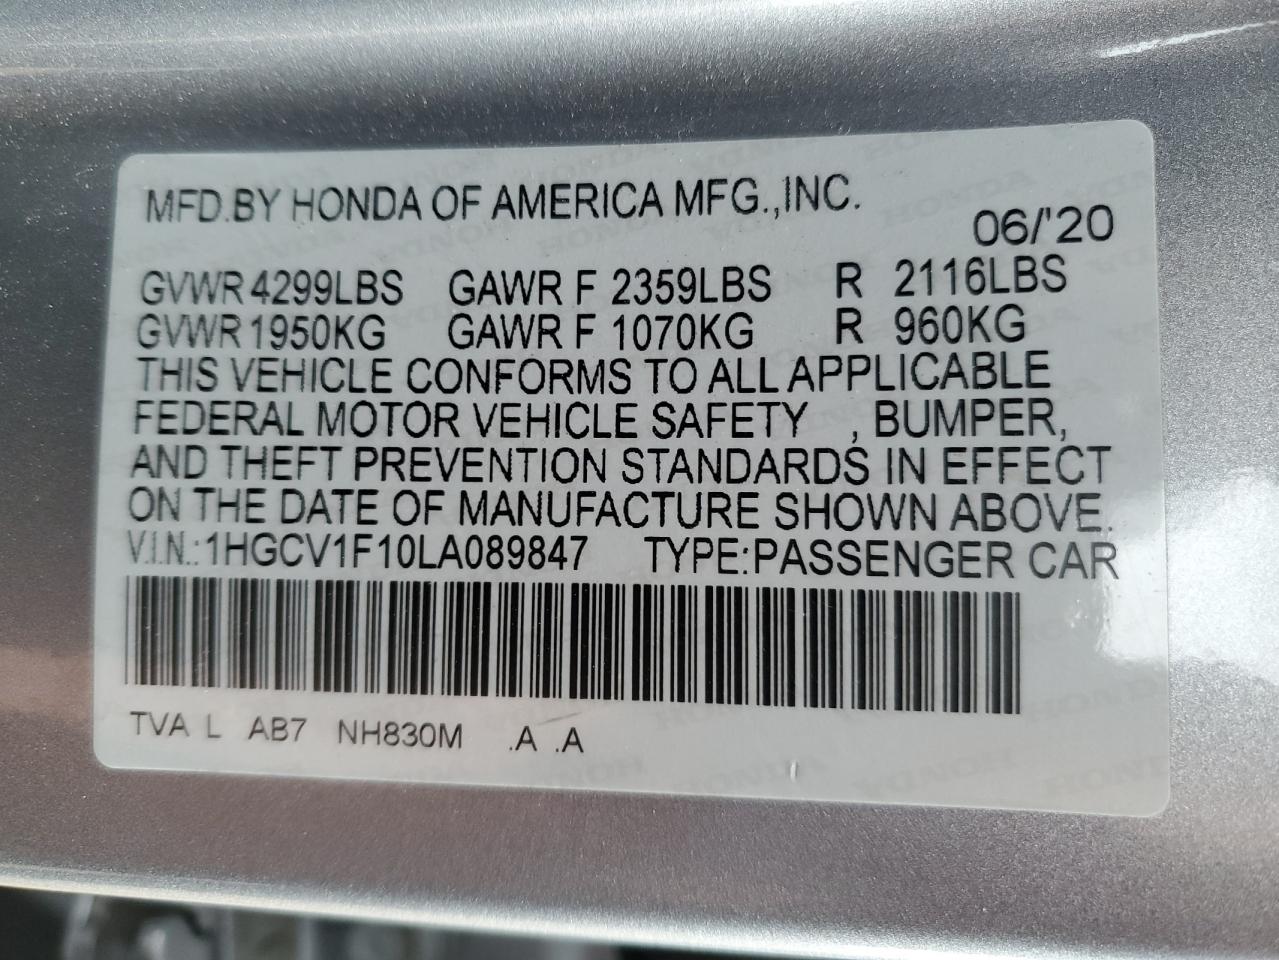 MFD.BY HONDA OF AMERICA MFG.,INC.
06/'20
GVWR 4299LBS GAWR F 2359LBS R 2116LBS
GVWR 1950KG GAWR F 1070KG R 960KG
THIS VEHICLE CONFORMS TO ALL APPLICABLE
FEDERAL MOTOR VEHICLE SAFETY , BUMPER,
AND THEFT PREVENTION STANDARDS IN EFFECT
ON THE DATE OF MANUFACTURE SHOWN ABOVE.
V.I.N.: 1HGCV1F10LA089847 TYPE:PASSENGER CAR
TVA L AB7 NH830M .A .A